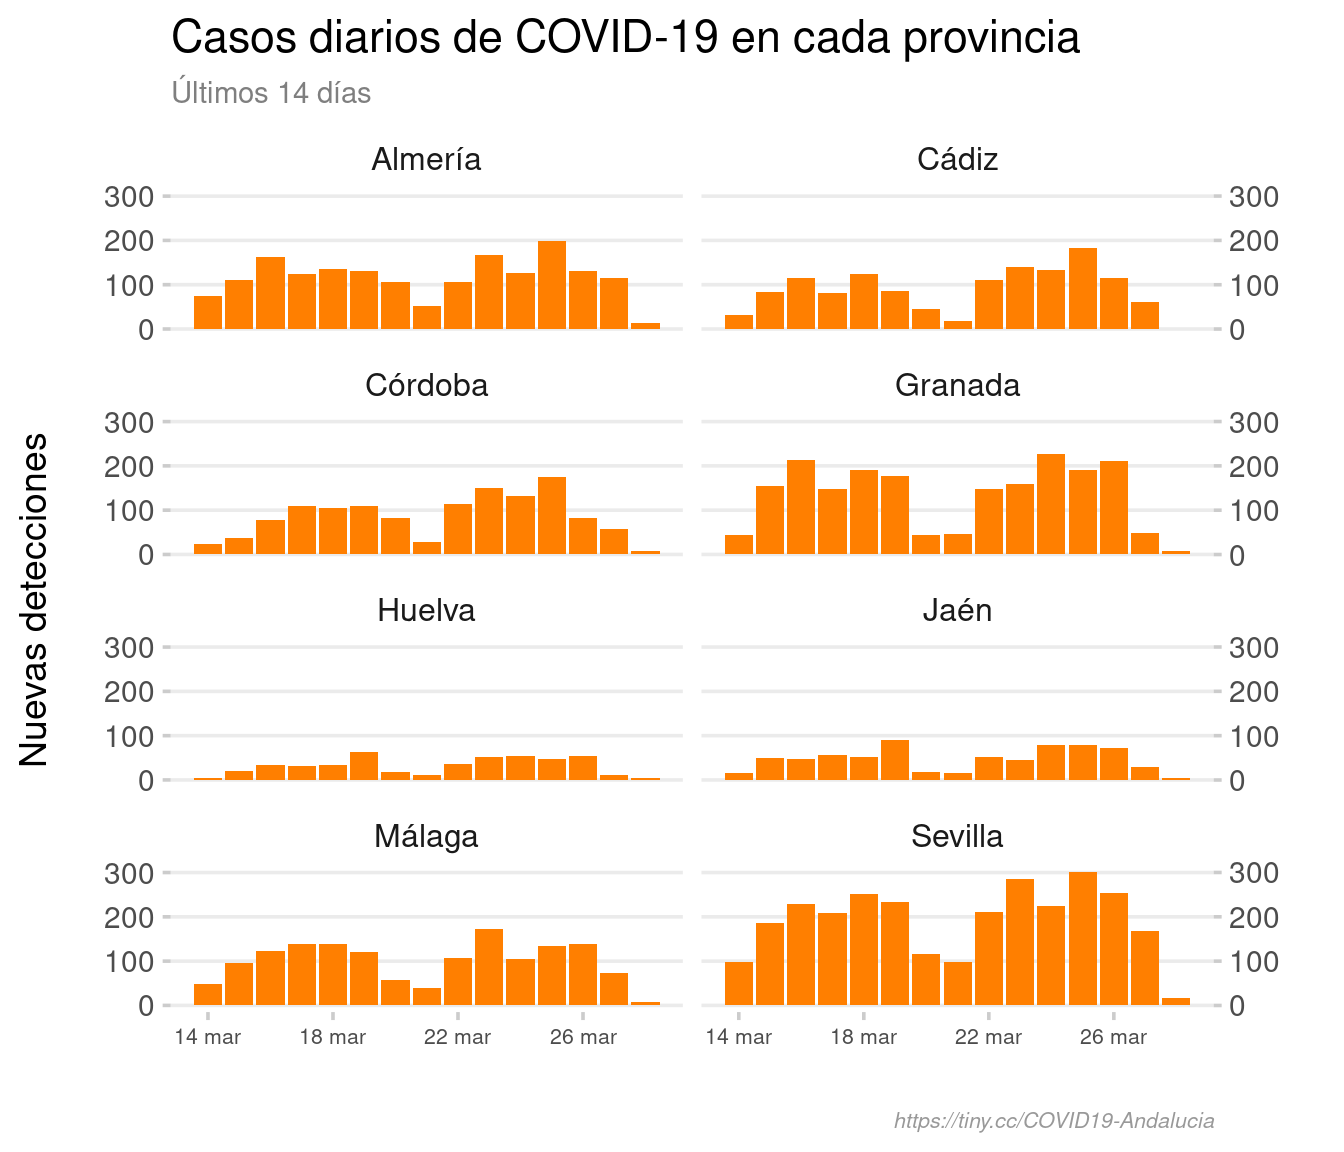 Casos diarios de COVID-19 en cada provincia
Últimos 14 días
Nuevas detecciones
Almería
Cádiz
300
200
100
0
300
200
100
0
Córdoba
Granada
300
200
100
0
300
200
100
0
Huelva
Jaén
300
200
100
0
300
200
100
0
Málaga
Sevilla
300
200
100
0
300
200
100
0
14 mar 18 mar 22 mar 26 mar
14 mar 18 mar 22 mar 26 mar
https://tiny.cc/COVID19-Andalucia